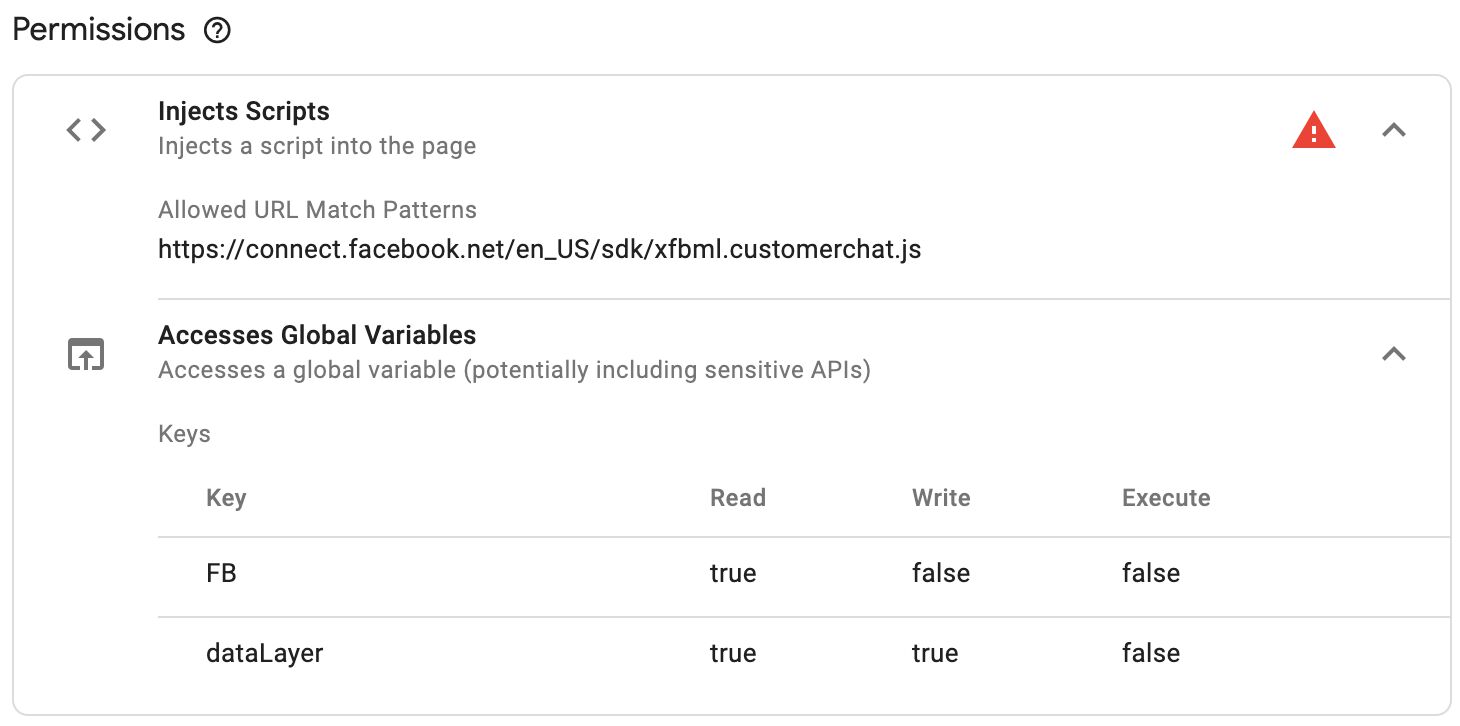 Permissions
Injects Scripts
Injects a script into the page
Allowed URL Match Patterns
https://connect.facebook.net/en_US/sdk/xfbml.customerchat.js
Accesses Global Variables
Accesses a global variable (potentially including sensitive APIs)
Keys
Key Read Write Execute
FB true false false
dataLayer true true false